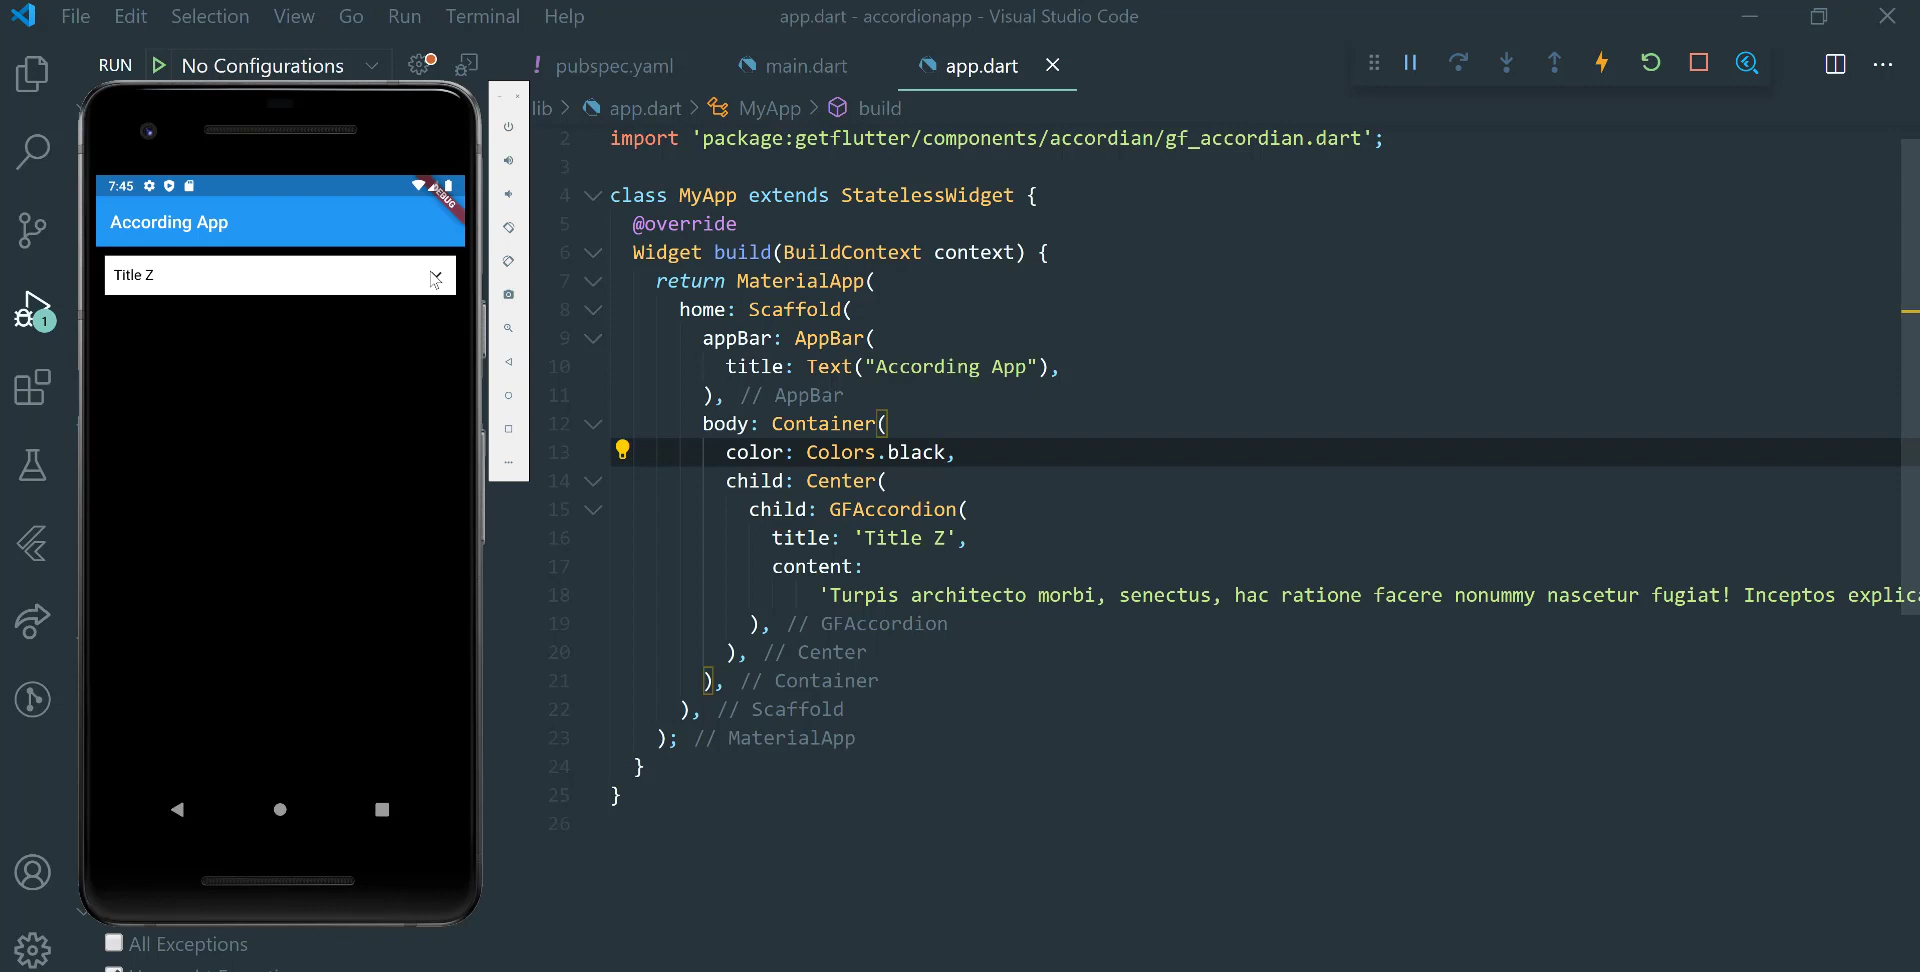 File Edit Selection View Go Run Terminal Help app.dart - accordionapp - Visual Studio Code
RUN No Configurations
! pubspec.yaml main.dart app.dart
lib > app.dart > MyApp > build
7:45
DEBUG
According App
Title Z
1
2 import 'package:getflutter/components/accordian/gf_accordian.dart';
3
4 class MyApp extends StatelessWidget {
5 @override
6 Widget build(BuildContext context) {
7 return MaterialApp(
8 home: Scaffold(
9 appBar: AppBar(
10 title: Text("According App"),
11 ), // AppBar
12 body: Container(
13 color: Colors.black,
14 child: Center(
15 child: GFAccordion(
16 title: 'Title Z',
17 content:
18 'Turpis architecto morbi, senectus, hac ratione facere nonummy nascetur fugiat! Inceptos explica
19 ), // GFAccordion
20 ), // Center
21 ), // Container
22 ), // Scaffold
23 ); // MaterialApp
24 }
25 }
26
All Exceptions